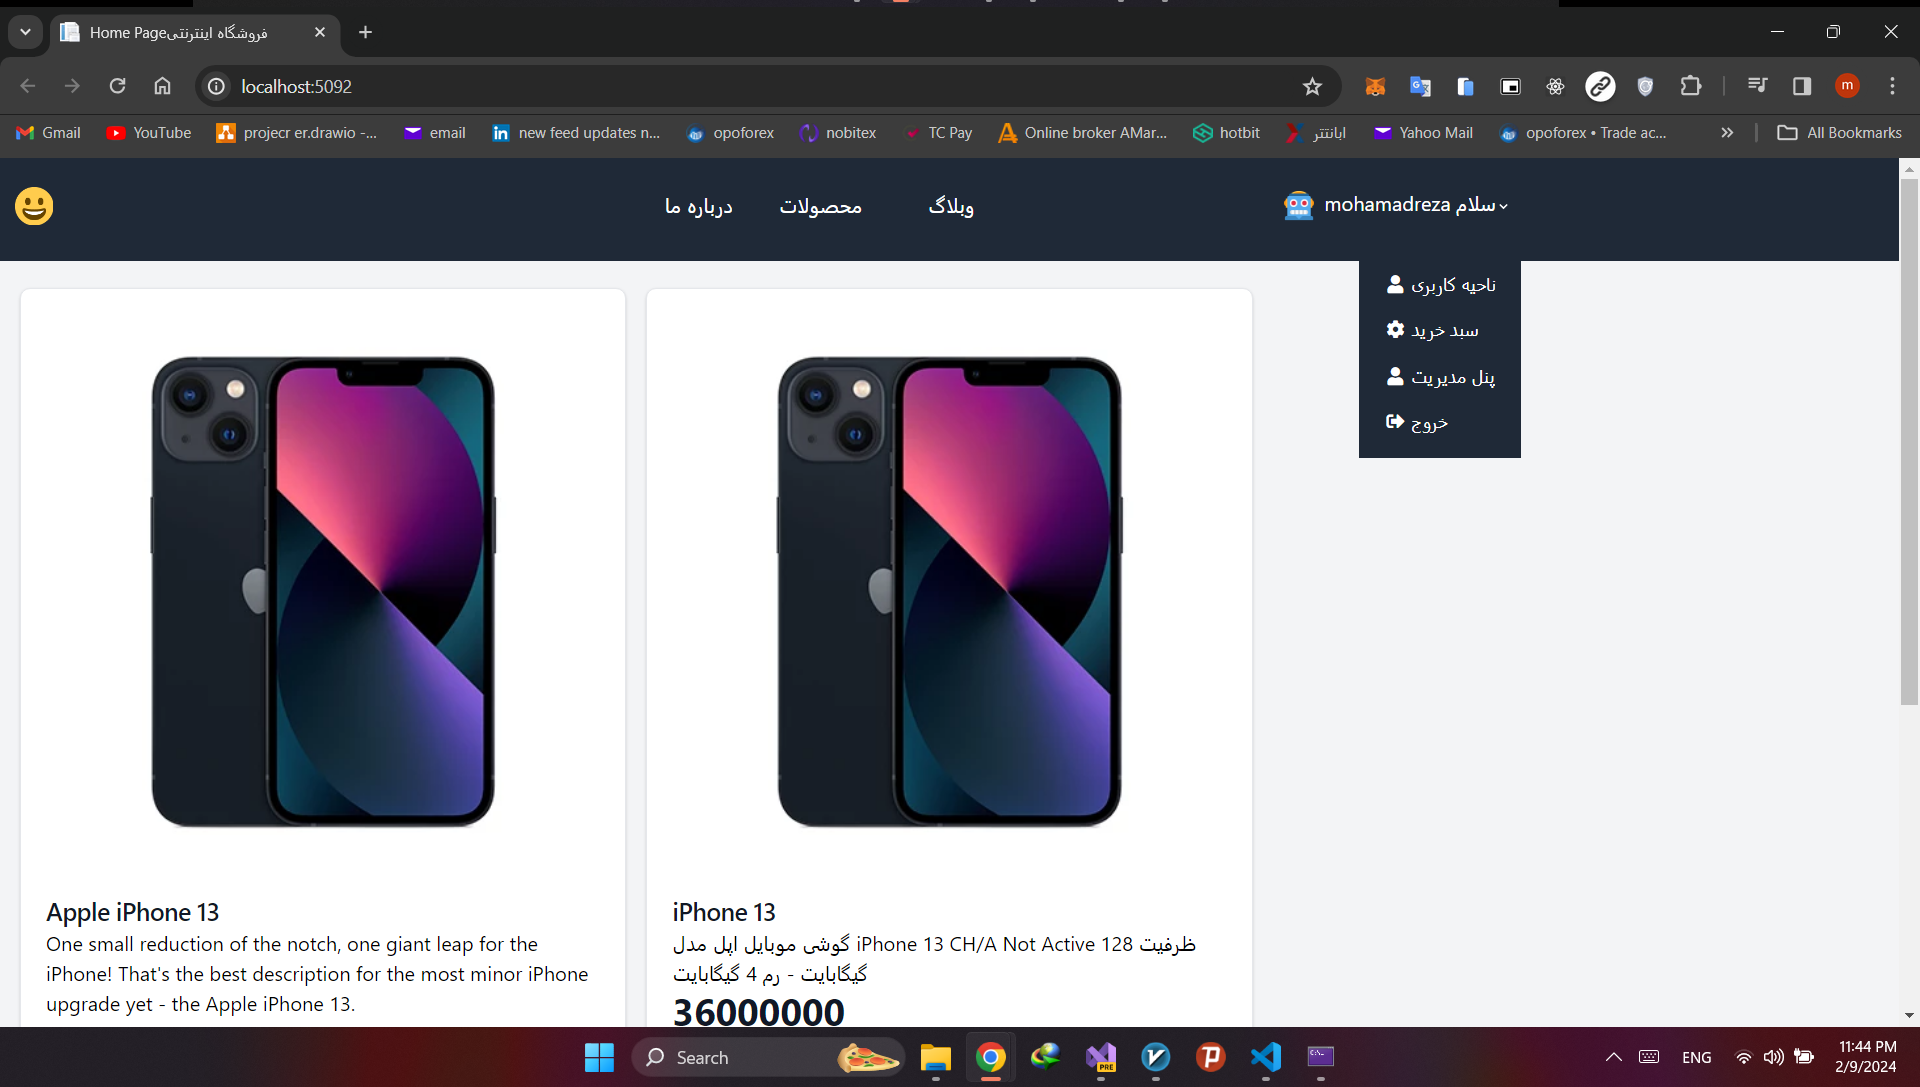 Home Pageفروشگاه اینترنتی
localhost:5092
Gmail
YouTube
projecr er.drawio -...
email
new feed updates n...
opoforex
nobitex
TC Pay
Online broker AMar...
hotbit
ابانتتر
Yahoo Mail
opoforex • Trade ac...
All Bookmarks
درباره ما
محصولات
وبلاگ
mohamadreza سلام
ناحیه کاربری
سبد خرید
پنل مدیریت
خروج
Apple iPhone 13
One small reduction of the notch, one giant leap for the
iPhone! That's the best description for the most minor iPhone
upgrade yet - the Apple iPhone 13.
iPhone 13
گوشی موبایل اپل مدل iPhone 13 CH/A Not Active 128 ظرفیت
گیگابایت - رم 4 گیگابایت
36000000
Search
PRE
ENG
11:44 PM
2/9/2024
m